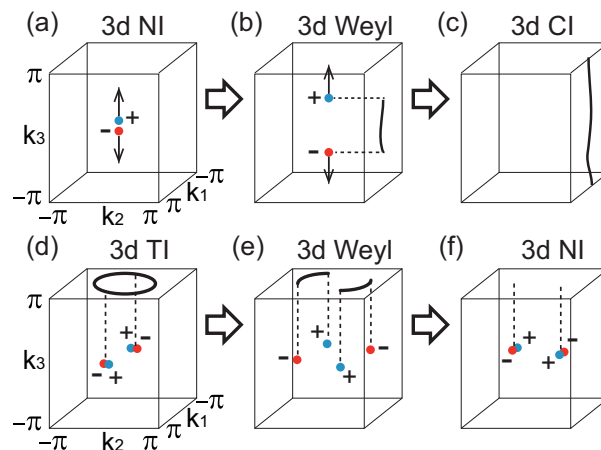 (a) 3d NI
(b) 3d Weyl
(c) 3d CI
π
+
-
k3
-π
-π
k2
π
π
k1
-π
+
-
(d) 3d TI
(e) 3d Weyl
(f) 3d NI
π
+
-
-
+
k3
-π
-π
k2
π
π
k1
-π
+
-
-
+
-
+
-
+